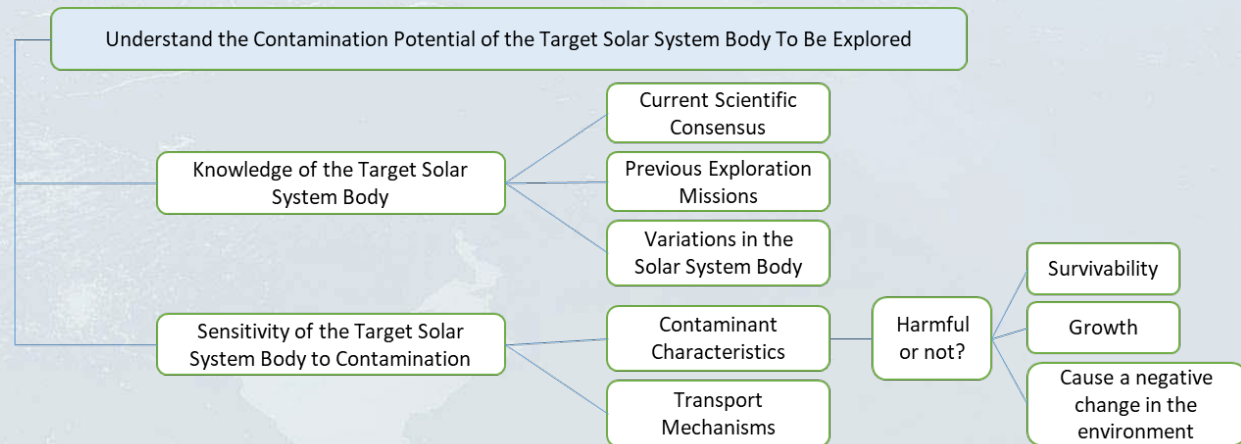 Understand the Contamination Potential of the Target Solar System Body To Be Explored
Knowledge of the Target Solar
System Body
Current Scientific
Consensus
Previous Exploration
Missions
Variations in the
Solar System Body
Sensitivity of the Target Solar
System Body to Contamination
Contaminant
Characteristics
Transport
Mechanisms
Harmful
or not?
Survivability
Growth
Cause a negative
change in the
environment